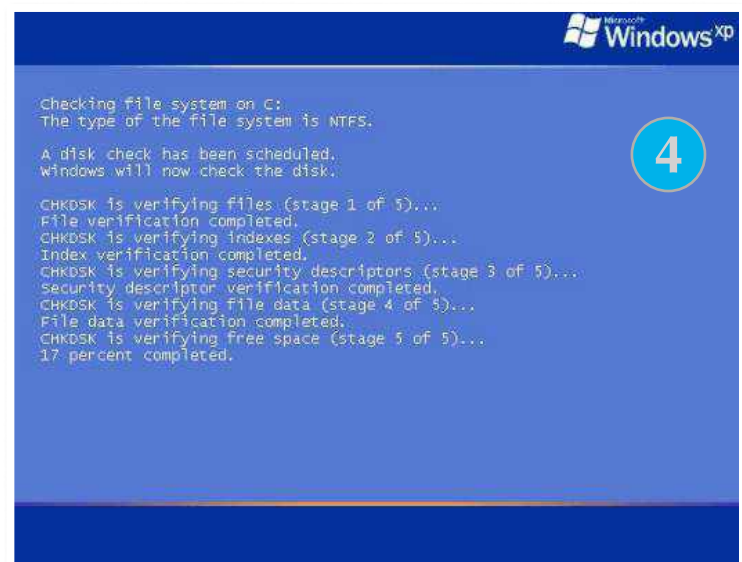 Microsoft
Windows xp
Checking file system on C:
The type of the file system is NTFS.
A disk check has been scheduled.
Windows will now check the disk.
4
CHKDSK is verifying files (stage 1 of 5)...
File verification completed.
CHKDSK is verifying indexes (stage 2 of 5)...
Index verification completed.
CHKDSK is verifying security descriptors (stage 3 of 5)...
Security descriptor verification completed.
CHKDSK is verifying file data (stage 4 of 5)...
File data verification completed.
CHKDSK is verifying free space (stage 5 of 5)...
17 percent completed.